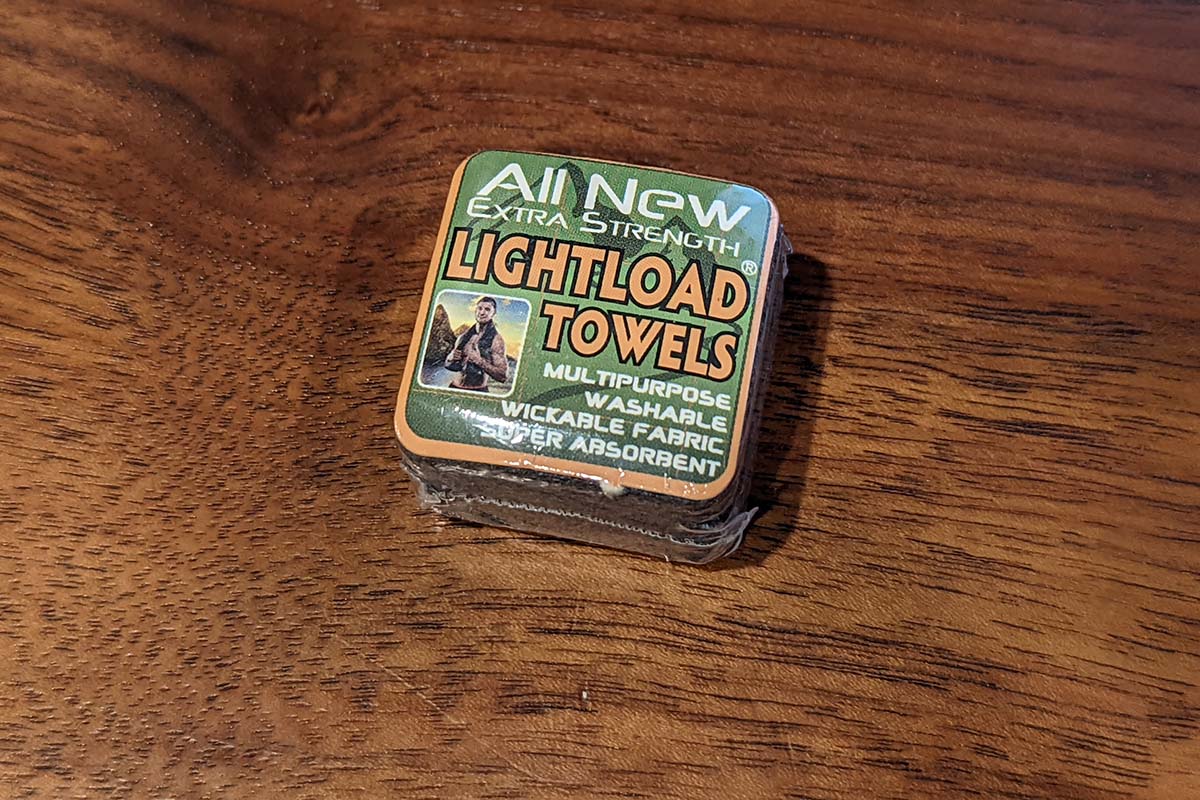 All New
Extra Strength
LIGHTLOAD®
TOWELS
MULTIPURPOSE
WASHABLE
WICKABLE FABRIC
SUPER ABSORBENT